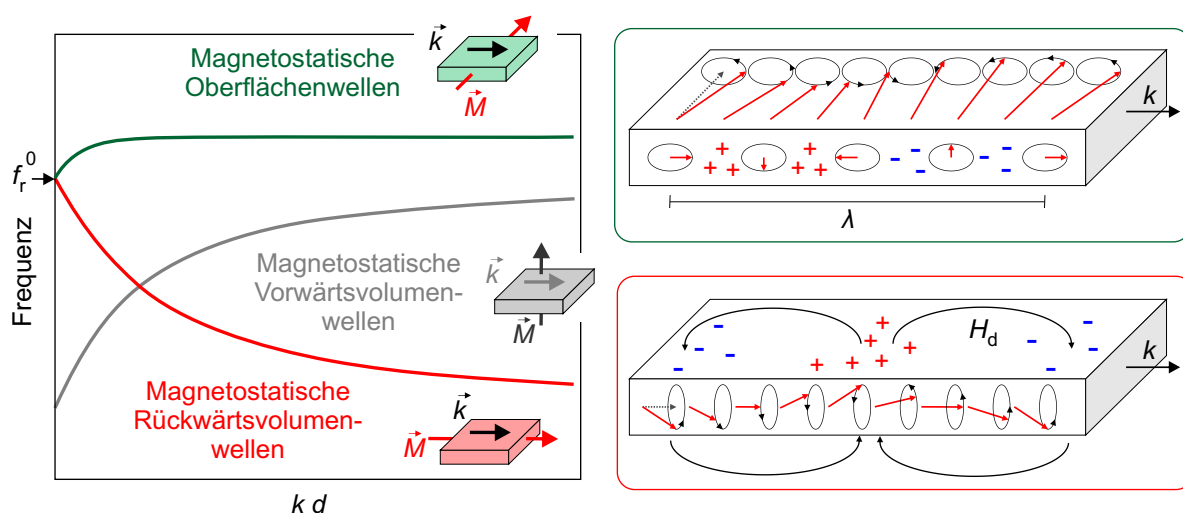 Magnetostatische
Oberflächenwellen
k
M
f_r^0
Frequenz
Magnetostatische
Vorwärtsvolumen-
wellen
k
M
Magnetostatische
Rückwärtsvolumen-
wellen
k
M
k d
k
+ + + + + + + + - - - - - -
λ
- - - - + + + + + + - - - -
H_d
k